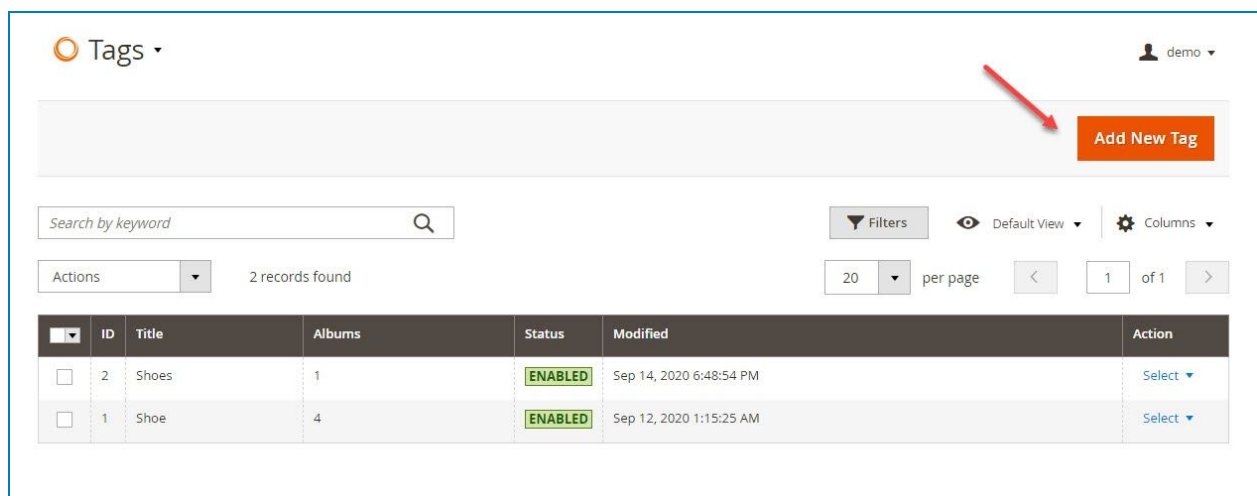 Tags
demo
Add New Tag
Search by keyword
Filters
Default View
Columns
Actions
2 records found
20
per page
1
of 1
ID Title Albums Status Modified Action
2 Shoes 1 ENABLED Sep 14, 2020 6:48:54 PM Select
1 Shoe 4 ENABLED Sep 12, 2020 1:15:25 AM Select